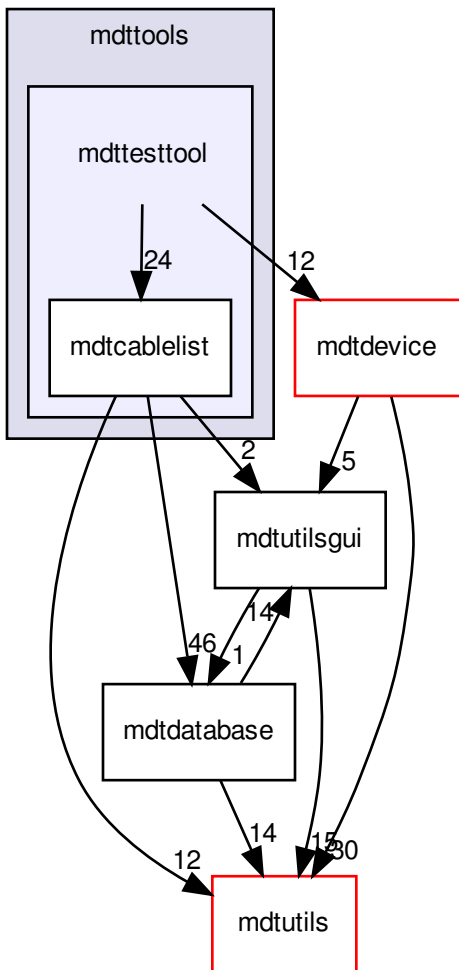 mdttools
mdttesttool
24
12
mdtcablelist
mdtdevice
2
5
mdtutilsgui
14
46
1
mdtdatabase
14
15
30
12
mdtutils